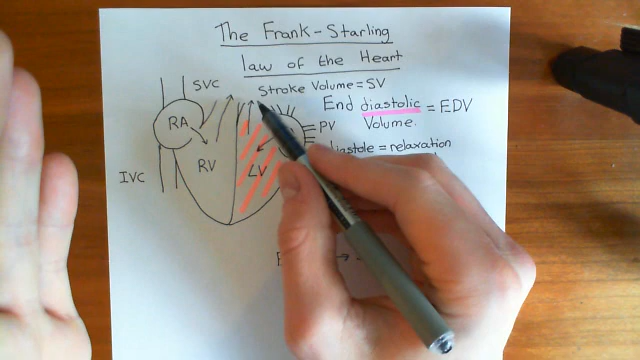 The Frank-Starling
law of the Heart
Stroke Volume = SV
SVC
End diastolic = EDV
Volume.
RA
PV
diastole = relaxation
RV
LV
IVC